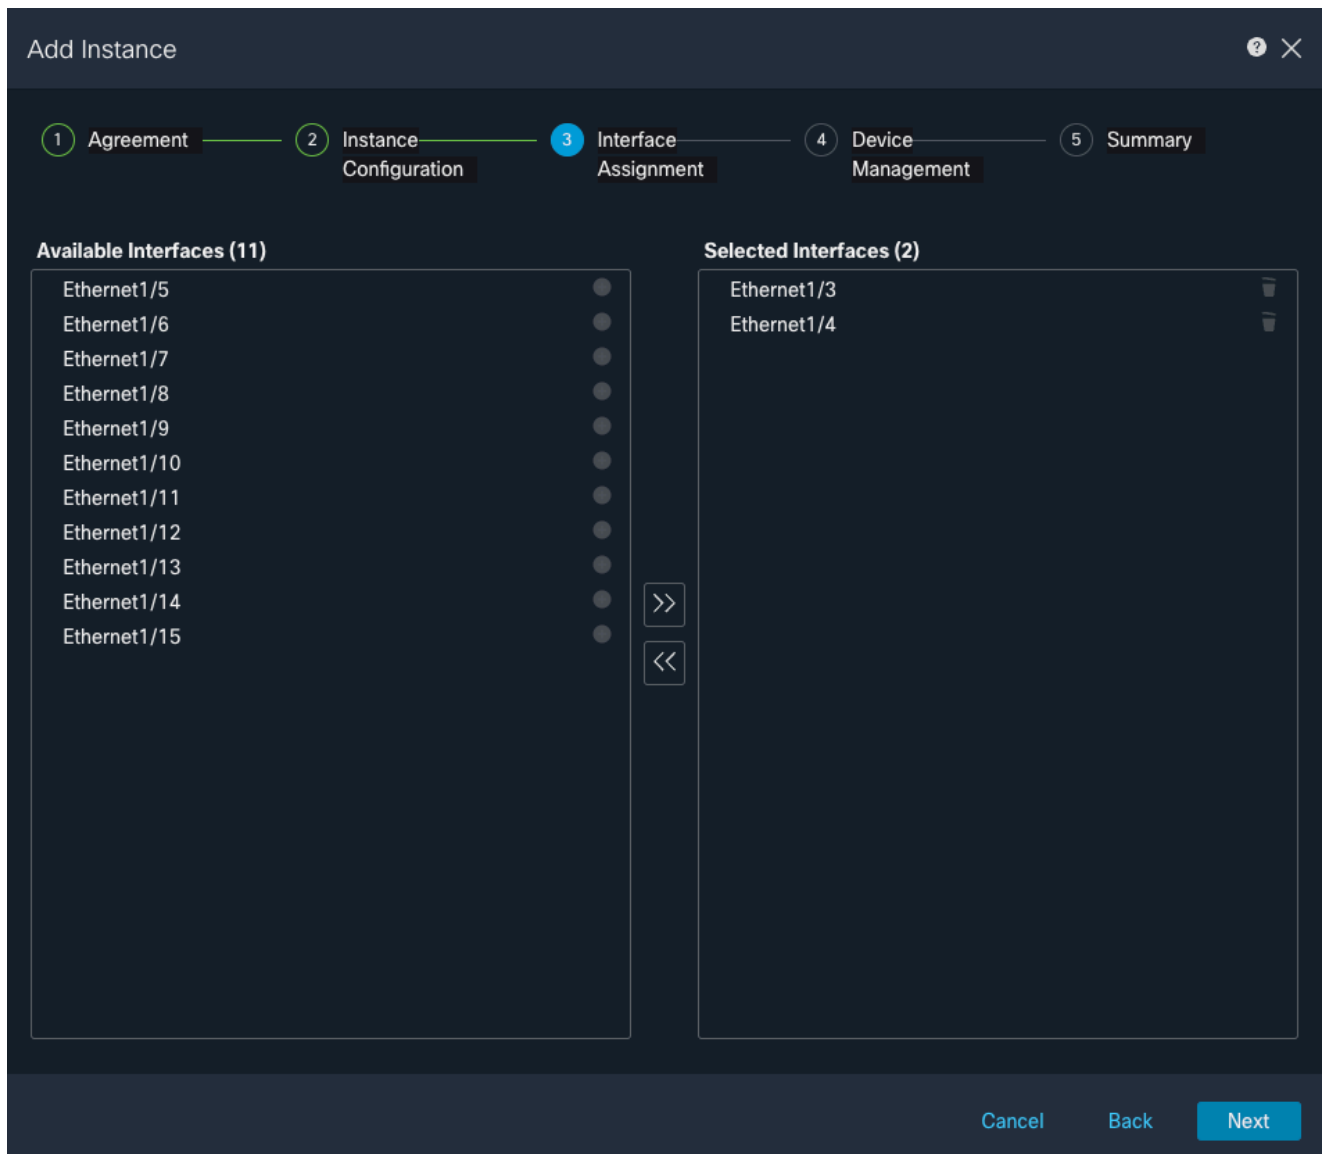 Add Instance
?
1 Agreement
2 Instance
Configuration
3 Interface
Assignment
4 Device
Management
5 Summary
Available Interfaces (11)
Ethernet1/5
Ethernet1/6
Ethernet1/7
Ethernet1/8
Ethernet1/9
Ethernet1/10
Ethernet1/11
Ethernet1/12
Ethernet1/13
Ethernet1/14
Ethernet1/15
Selected Interfaces (2)
Ethernet1/3
Ethernet1/4
Cancel
Back
Next